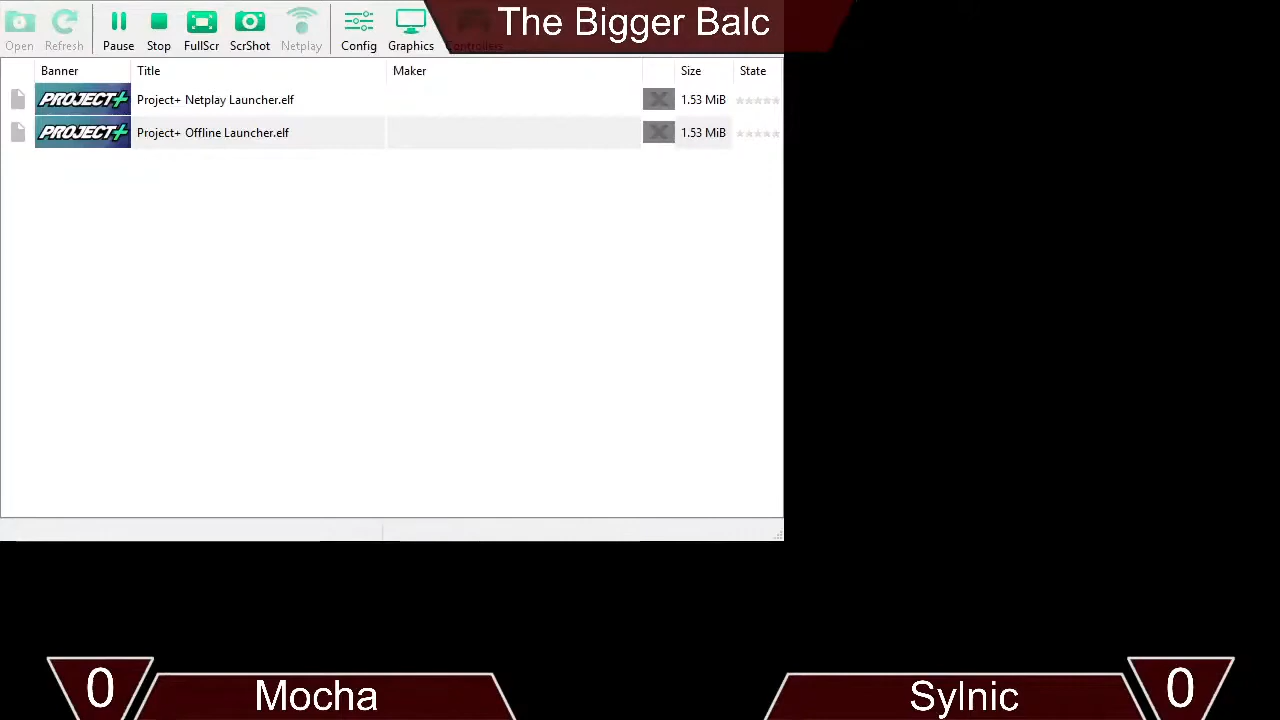 The Bigger Balc
Open Refresh Pause Stop FullScr ScrShot Netplay Config Graphics Controllers
Banner Title Maker Size State
PROJECT+ Project+ Netplay Launcher.elf 1.53 MiB
PROJECT+ Project+ Offline Launcher.elf 1.53 MiB
0 Mocha Sylnic 0